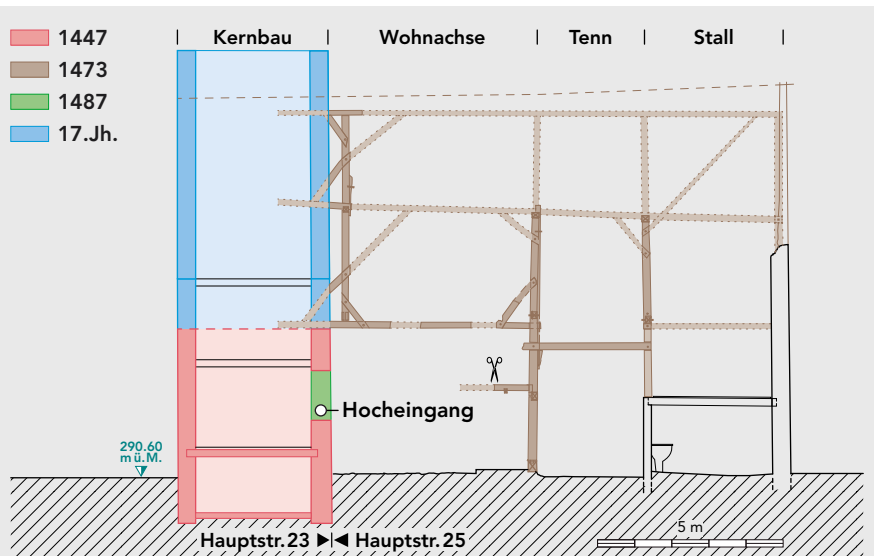 1447
1473
1487
17.Jh.
Kernbau
Wohnachse
Tenn
Stall
Hocheingang
290.60
m ü.M.
5 m
Hauptstr. 23
Hauptstr. 25